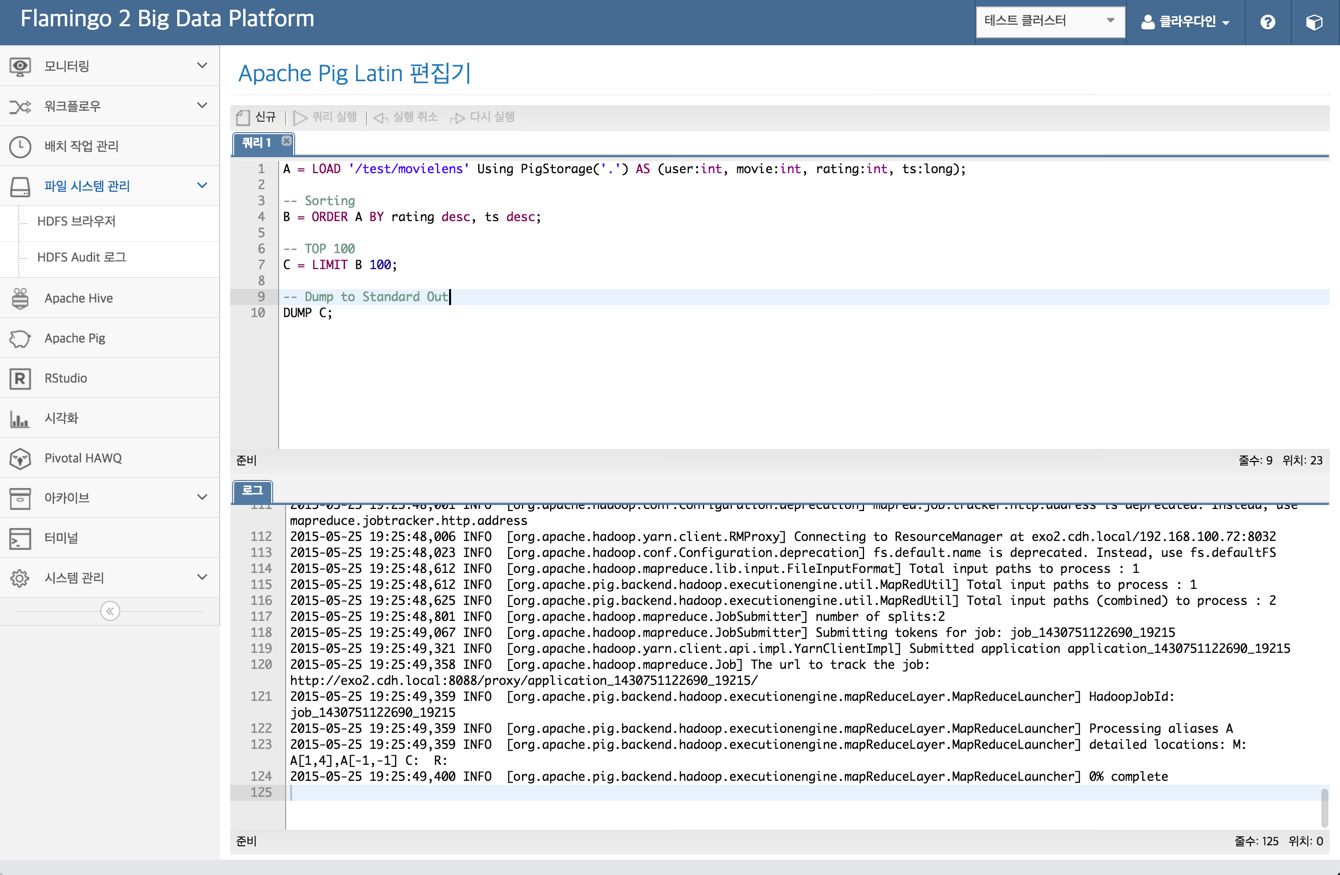 Flamingo 2 Big Data Platform
테스트 클러스터
클라우다인
모니터링
워크플로우
배치 작업 관리
파일 시스템 관리
HDFS 브라우저
HDFS Audit 로그
Apache Hive
Apache Pig
RStudio
시각화
Pivotal HAWQ
아카이브
터미널
시스템 관리
Apache Pig Latin 편집기
신규 쿼리 실행 실행 취소 다시 실행
쿼리 1
1 A = LOAD '/test/movielens' Using PigStorage('.') AS (user:int, movie:int, rating:int, ts:long);
2
3 -- Sorting
4 B = ORDER A BY rating desc, ts desc;
5
6 -- TOP 100
7 C = LIMIT B 100;
8
9 -- Dump to Standard Out
10 DUMP C;
준비 줄수: 9 위치: 23
로그
111 2015-05-25 19:25:48,001 INFO [org.apache.hadoop.conf.Configuration.deprecation] mapred.job.tracker.http.address is deprecated. Instead, use
mapreduce.jobtracker.http.address
112 2015-05-25 19:25:48,006 INFO [org.apache.hadoop.yarn.client.RMProxy] Connecting to ResourceManager at exo2.cdh.local/192.168.100.72:8032
113 2015-05-25 19:25:48,023 INFO [org.apache.hadoop.conf.Configuration.deprecation] fs.default.name is deprecated. Instead, use fs.defaultFS
114 2015-05-25 19:25:48,612 INFO [org.apache.hadoop.mapreduce.lib.input.FileInputFormat] Total input paths to process : 1
115 2015-05-25 19:25:48,612 INFO [org.apache.pig.backend.hadoop.executionengine.util.MapRedUtil] Total input paths to process : 1
116 2015-05-25 19:25:48,625 INFO [org.apache.pig.backend.hadoop.executionengine.util.MapRedUtil] Total input paths (combined) to process : 2
117 2015-05-25 19:25:48,801 INFO [org.apache.hadoop.mapreduce.JobSubmitter] number of splits:2
118 2015-05-25 19:25:49,067 INFO [org.apache.hadoop.mapreduce.JobSubmitter] Submitting tokens for job: job_1430751122690_19215
119 2015-05-25 19:25:49,321 INFO [org.apache.hadoop.yarn.client.api.impl.YarnClientImpl] Submitted application application_1430751122690_19215
120 2015-05-25 19:25:49,358 INFO [org.apache.hadoop.mapreduce.Job] The url to track the job:
http://exo2.cdh.local:8088/proxy/application_1430751122690_19215/
121 2015-05-25 19:25:49,359 INFO [org.apache.pig.backend.hadoop.executionengine.mapReduceLayer.MapReduceLauncher] HadoopJobId:
job_1430751122690_19215
122 2015-05-25 19:25:49,359 INFO [org.apache.pig.backend.hadoop.executionengine.mapReduceLayer.MapReduceLauncher] Processing aliases A
123 2015-05-25 19:25:49,359 INFO [org.apache.pig.backend.hadoop.executionengine.mapReduceLayer.MapReduceLauncher] detailed locations: M:
A[1,4],A[-1,-1] C: R:
124 2015-05-25 19:25:49,400 INFO [org.apache.pig.backend.hadoop.executionengine.mapReduceLayer.MapReduceLauncher] 0% complete
125
준비 줄수: 125 위치: 0